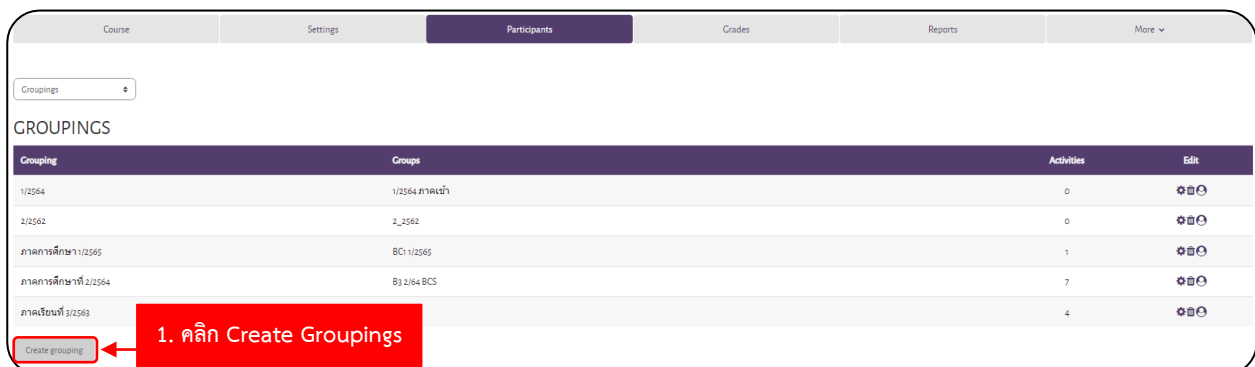 Course Settings Participants Grades Reports More
Groupings
GROUPINGS
Grouping Groups Activities Edit
1/2564 1/2564 ภาคเช้า 0
2/2562 2_2562 0
ภาคการศึกษา 1/2565 BC1 1/2565 1
ภาคการศึกษาที่ 2/2564 B3 2/64 BCS 7
ภาคเรียนที่ 3/2563 4
1. คลิก Create Groupings
Create grouping